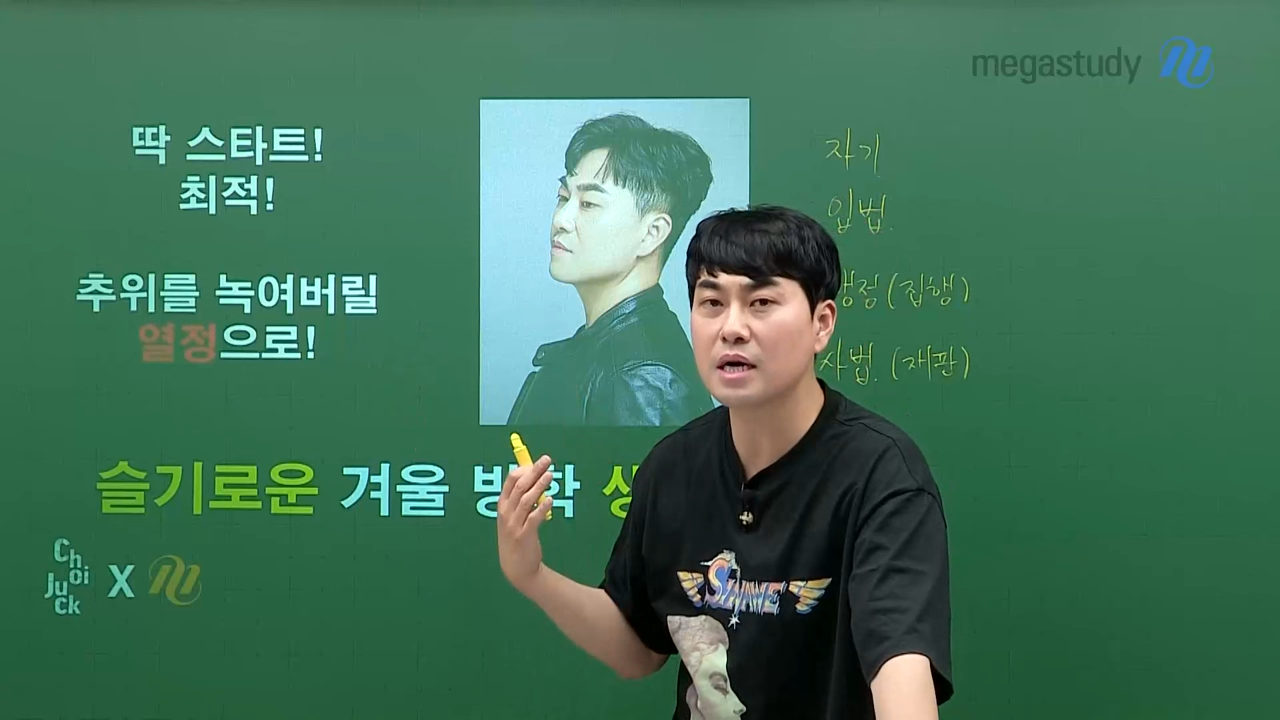 megastudy
딱 스타트!
최적!
추위를 녹여버릴
열정으로!
슬기로운 겨울 방학
Choi
Juck
X
자기
입법.
행정 (집행)
사법. (재판)